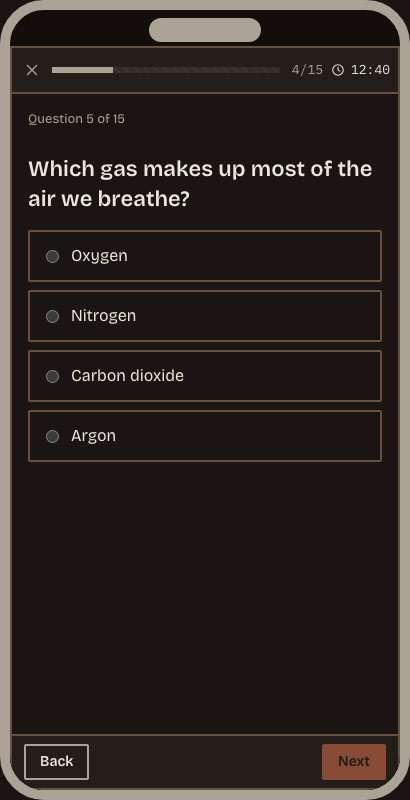 4/15 12:40
Question 5 of 15
Which gas makes up most of the
air we breathe?
Oxygen
Nitrogen
Carbon dioxide
Argon
Back Next